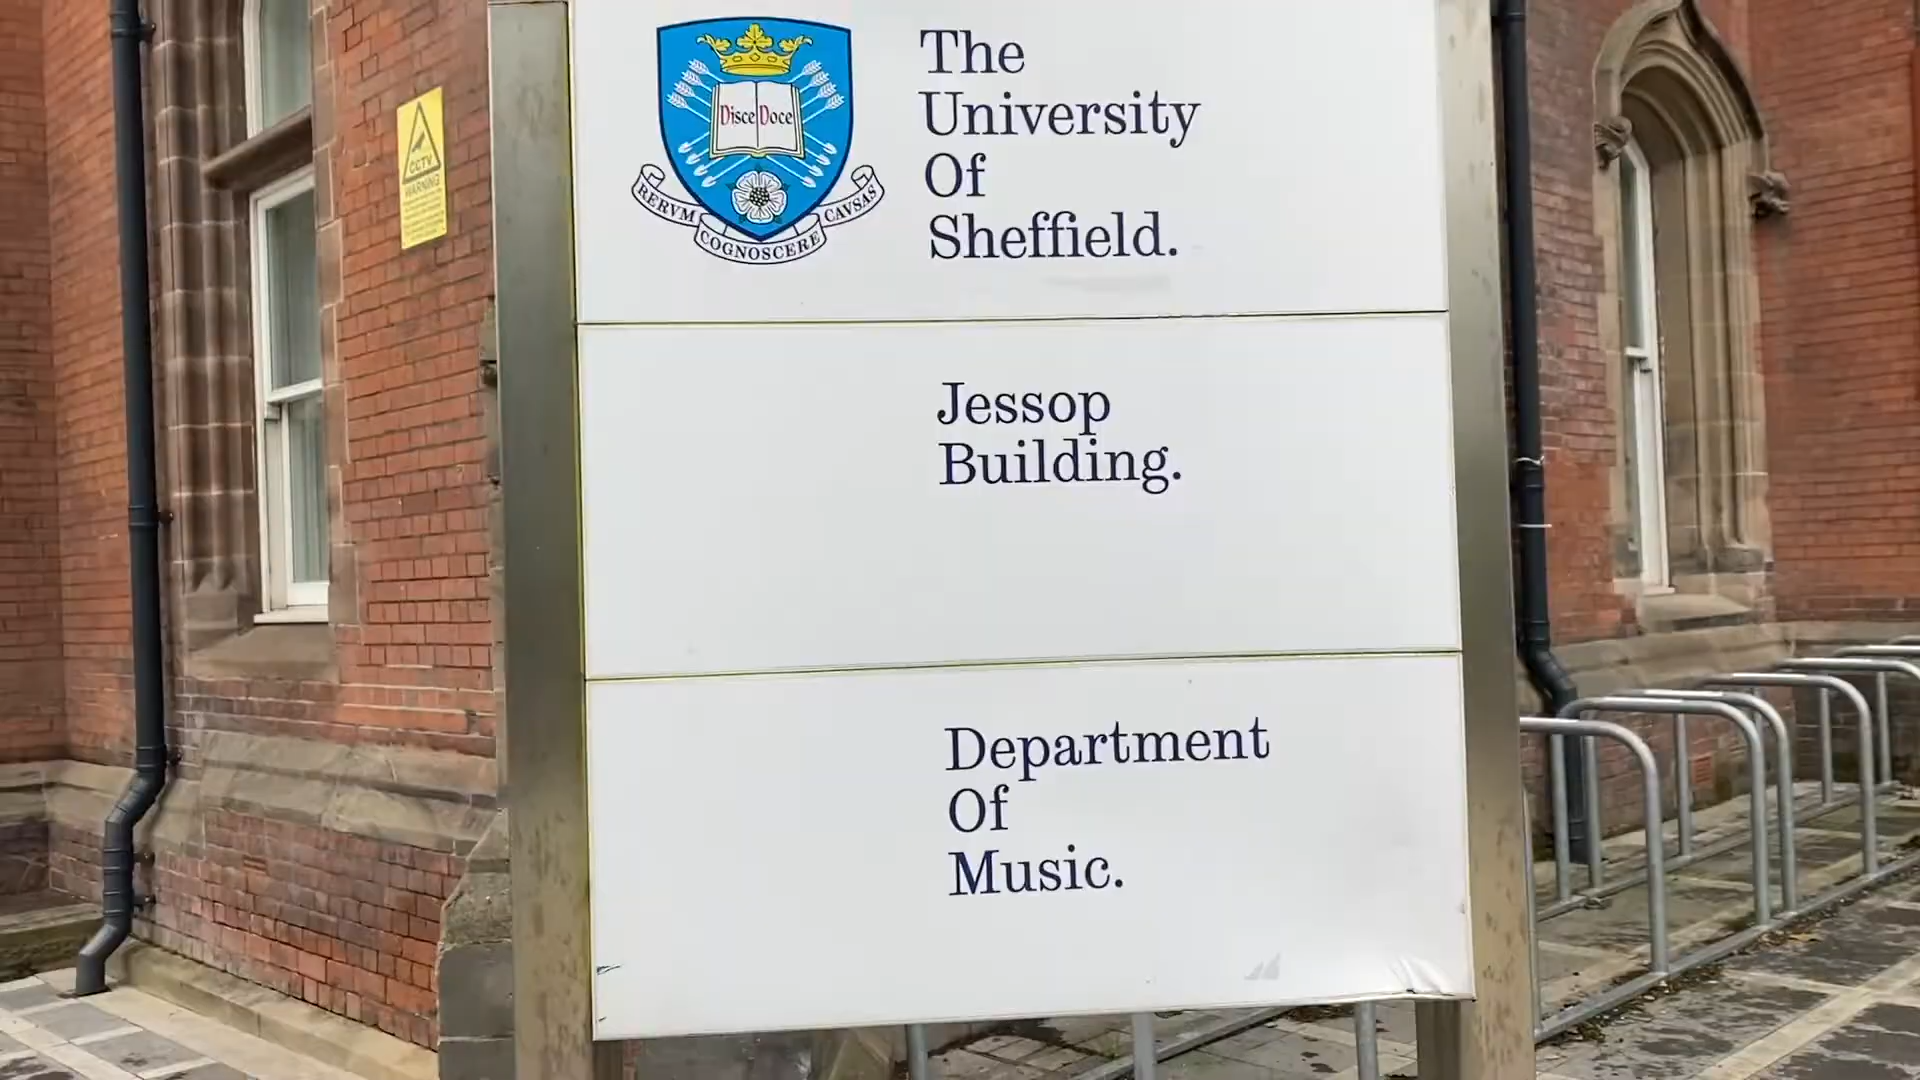 Disce Doce
RERVM
COGNOSCERE
CAVSAS
The
University
Of
Sheffield.
CCTV
WARNING
Jessop
Building.
Department
Of
Music.